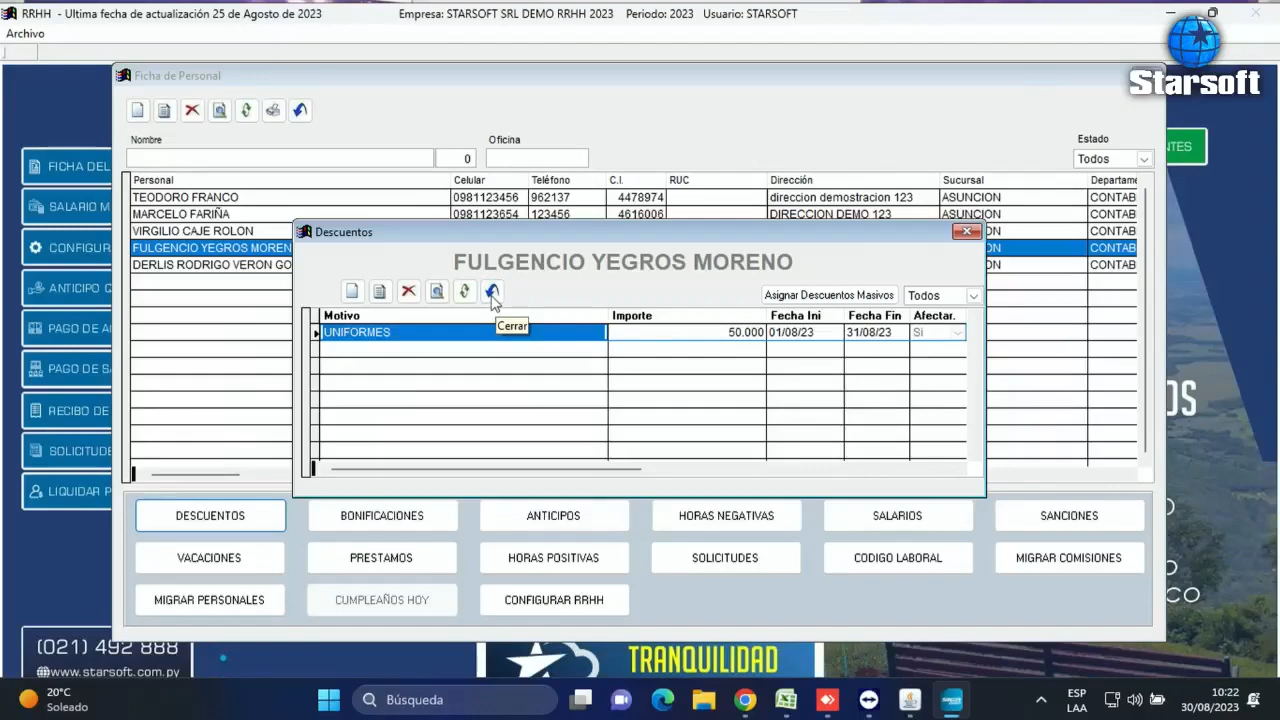 RRHH - Ultima fecha de actualización 25 de Agosto de 2023 Empresa: STARSOFT SRL DEMO RRHH 2023 Periodo: 2023 Usuario: STARSOFT
Archivo
Starsoft
Ficha de Personal
Nombre Oficina Estado
0 Todos
NTES
FICHA DEL
SALARIO M
CONFIGUR
ANTICIPO Q
PAGO DE A
PAGO DE S
RECIBO DE
SOLICITUDE
LIQUIDAR P
Personal Celular Teléfono C.I. RUC Dirección Sucursal Departame
TEODORO FRANCO 0981123456 962137 4478974 direccion demostracion 123 ASUNCION CONTAB
MARCELO FARIÑA 0981123654 123456 4616006 DIRECCION DEMO 123 ASUNCION CONTAB
VIRGILIO CAJE ROLON ON CONTAB
FULGENCIO YEGROS MOREN ON CONTAB
DERLIS RODRIGO VERON GO ON CONTAB
Descuentos
FULGENCIO YEGROS MORENO
Asignar Descuentos Masivos Todos
Motivo Importe Fecha Ini Fecha Fin Afectar.
UNIFORMES 50.000 01/08/23 31/08/23 Si
Cerrar
OS
DESCUENTOS BONIFICACIONES ANTICIPOS HORAS NEGATIVAS SALARIOS SANCIONES
VACACIONES PRESTAMOS HORAS POSITIVAS SOLICITUDES CODIGO LABORAL MIGRAR COMISIONES
MIGRAR PERSONALES CUMPLEAÑOS HOY CONFIGURAR RRHH
O
O
CO
(021) 492 888
www.starsoft.com.py
TRANQUILIDAD
20°C
Soleado
Búsqueda
ESP
LAA
10:22
30/08/2023